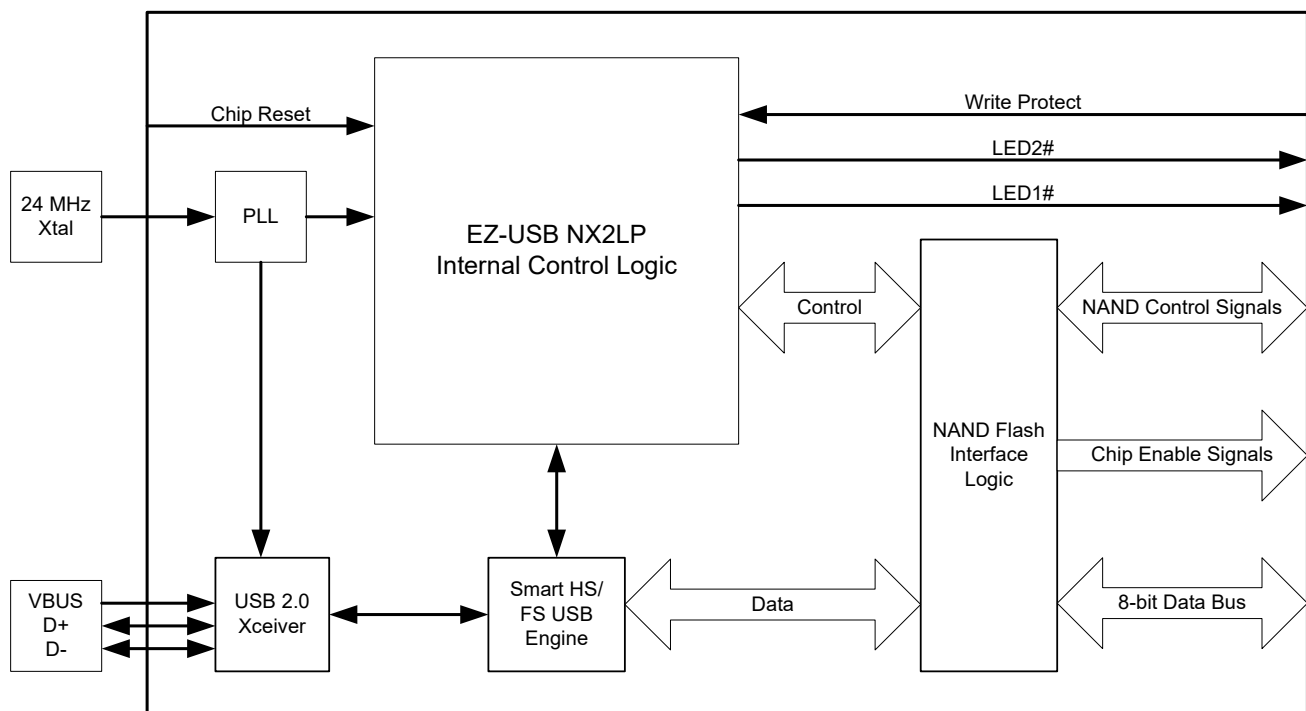 Chip Reset
Write Protect
LED2#
LED1#
24 MHz
Xtal
PLL
EZ-USB NX2LP
Internal Control Logic
Control
NAND Control Signals
NAND Flash
Interface
Logic
Chip Enable Signals
VBUS
D+
D-
USB 2.0
Xceiver
Smart HS/
FS USB
Engine
Data
8-bit Data Bus